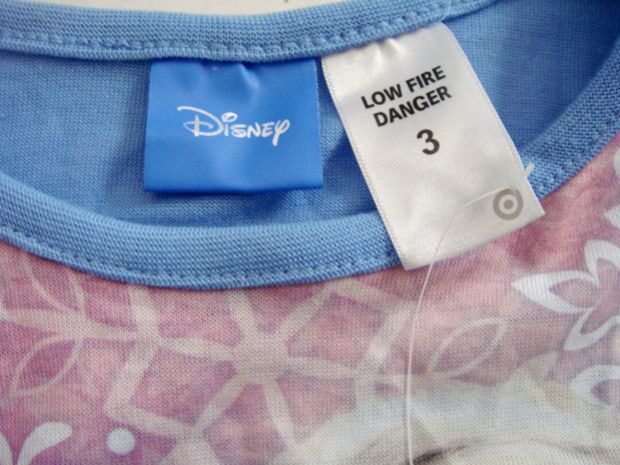 Disney
LOW FIRE
DANGER
3